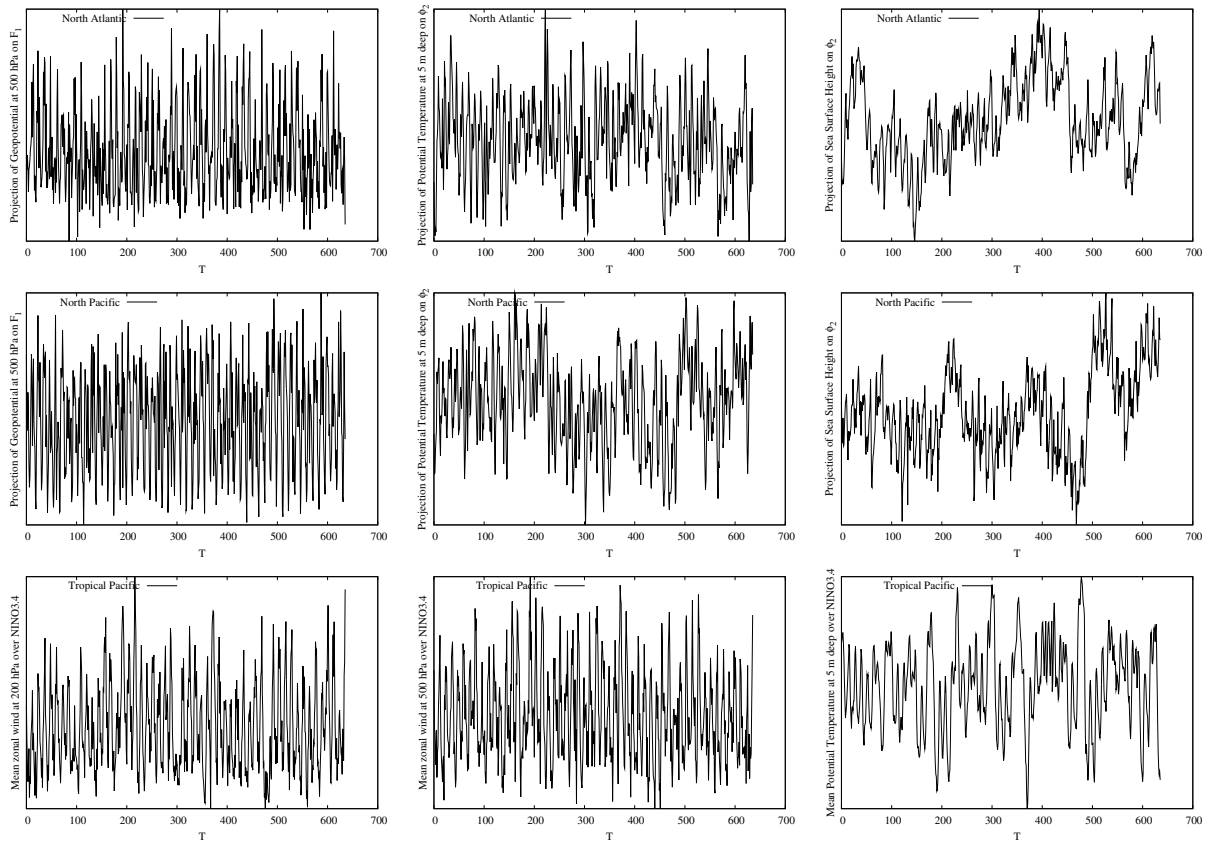 Projection of Geopotential at 500 hPa on F1
North Atlantic
0 100 200 300 400 500 600 700
T
Projection of Potential Temperature at 5 m deep on ϕ2
North Atlantic
0 100 200 300 400 500 600 700
T
Projection of Sea Surface Height on ϕ2
North Atlantic
0 100 200 300 400 500 600 700
T
Projection of Geopotential at 500 hPa on F1
North Pacific
0 100 200 300 400 500 600 700
T
Projection of Potential Temperature at 5 m deep on ϕ2
North Pacific
0 100 200 300 400 500 600 700
T
Projection of Sea Surface Height on ϕ2
North Pacific
0 100 200 300 400 500 600 700
T
Mean zonal wind at 200 hPa over NINO3.4
Tropical Pacific
0 100 200 300 400 500 600 700
T
Mean zonal wind at 500 hPa over NINO3.4
Tropical Pacific
0 100 200 300 400 500 600 700
T
Mean Potential Temperature at 5 m deep over NINO3.4
Tropical Pacific
0 100 200 300 400 500 600 700
T